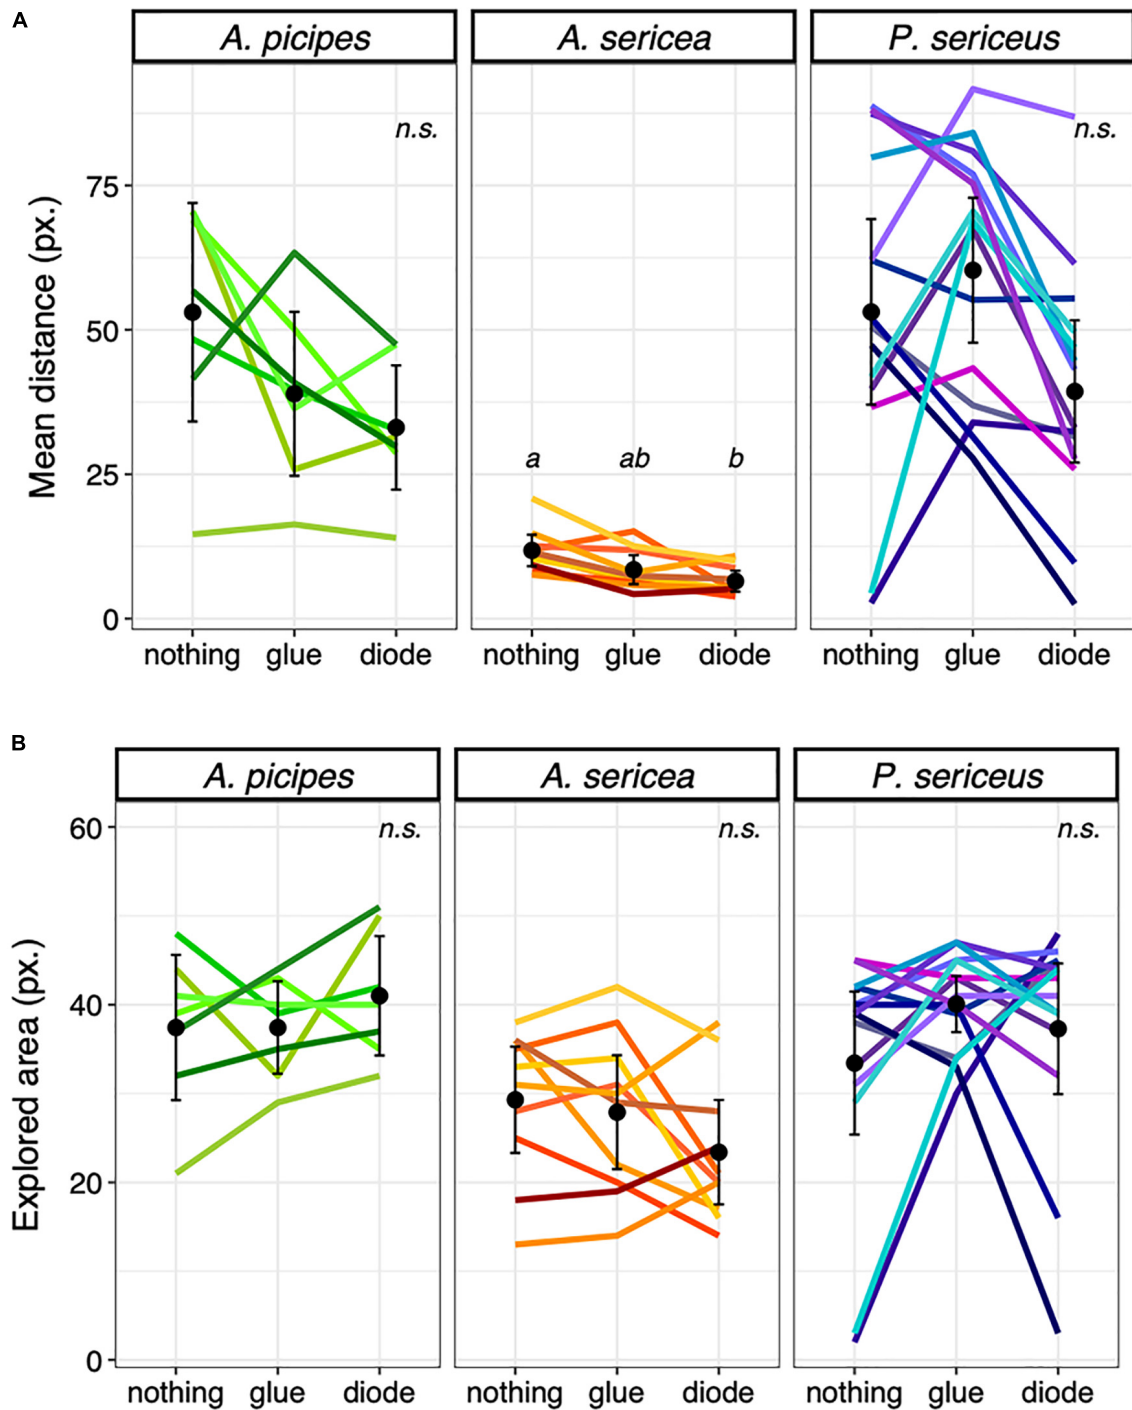 A
A. picipes A. sericea P. sericeus
n.s. n.s.
75
50
25
0
Mean distance (px.)
a ab b
nothing glue diode nothing glue diode nothing glue diode
B
A. picipes A. sericea P. sericeus
60
40
20
0
n.s. n.s. n.s.
Explored area (px.)
nothing glue diode nothing glue diode nothing glue diode